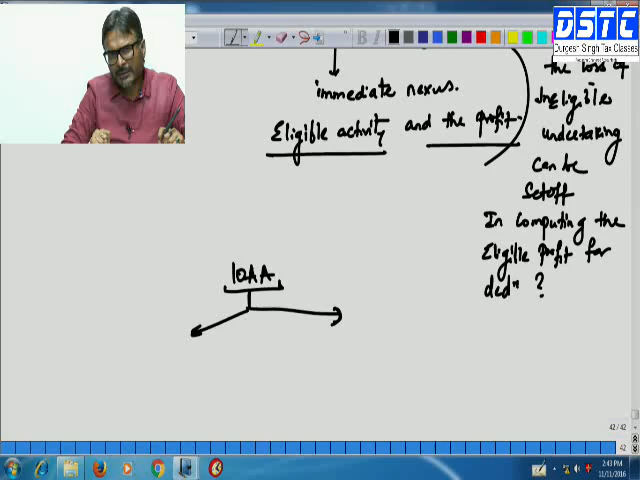 DSTC
Durgesh Singh Tax Classes
immediate nexus.
Eligible activity and the profit.
the loss of
Ineligible
undertaking
can be
setoff
In computing the
Eligible profit for
dedⁿ ?
10AA
42 / 42
42
2:43 PM
11/11/2016